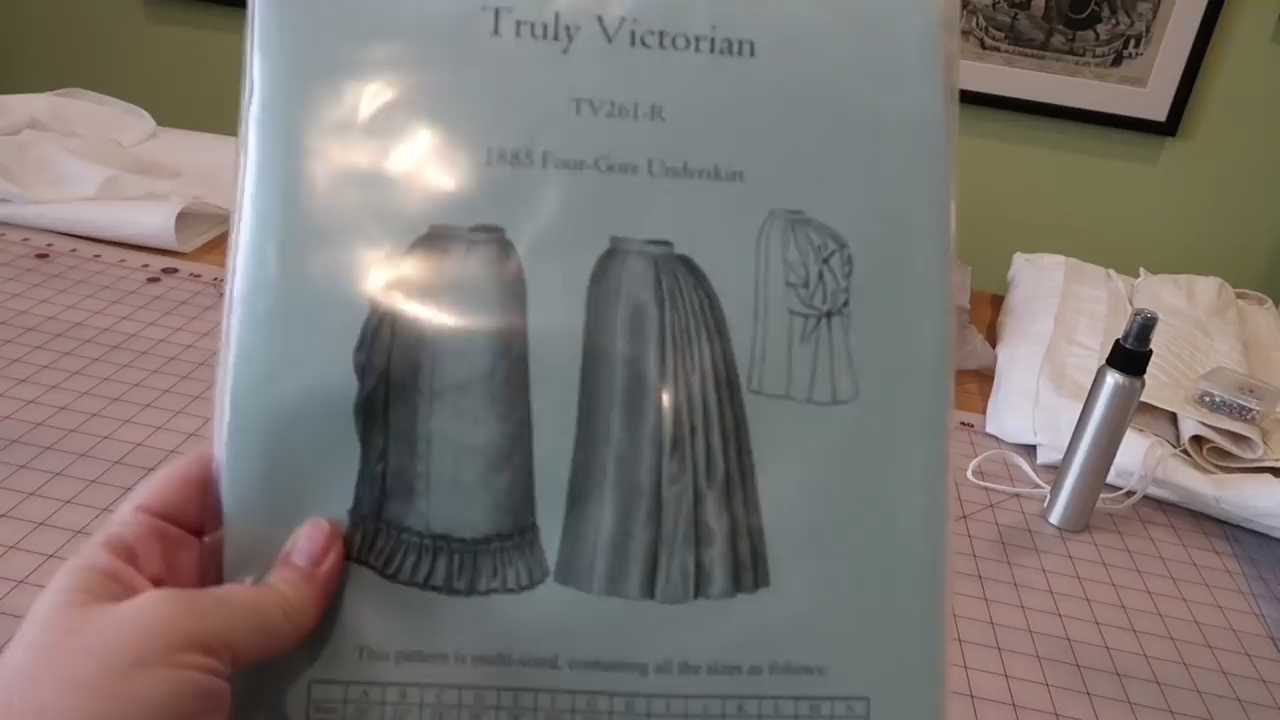 Truly Victorian
TV261-R
1885 Four-Gore Underskirt
This pattern is multi-sized, containing all the sizes as follows:
A B C D E F G H I J K L M N